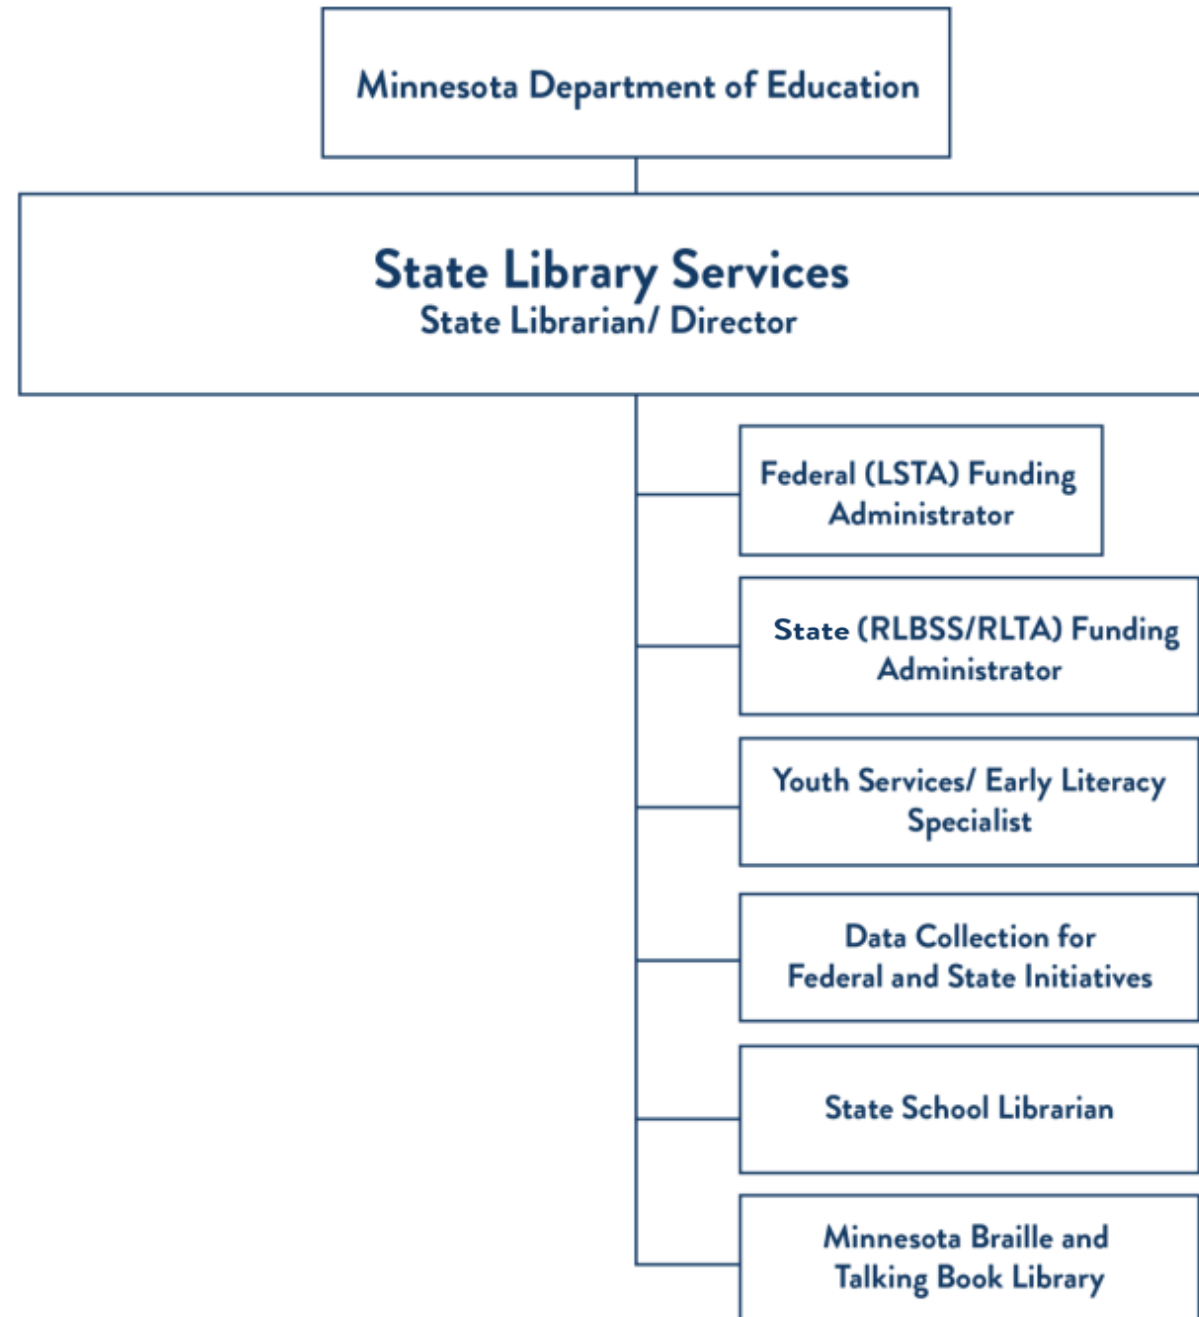 Minnesota Department of Education
State Library Services
State Librarian/ Director
Federal (LSTA) Funding
Administrator
State (RLBSS/RLTA) Funding
Administrator
Youth Services/ Early Literacy
Specialist
Data Collection for
Federal and State Initiatives
State School Librarian
Minnesota Braille and
Talking Book Library